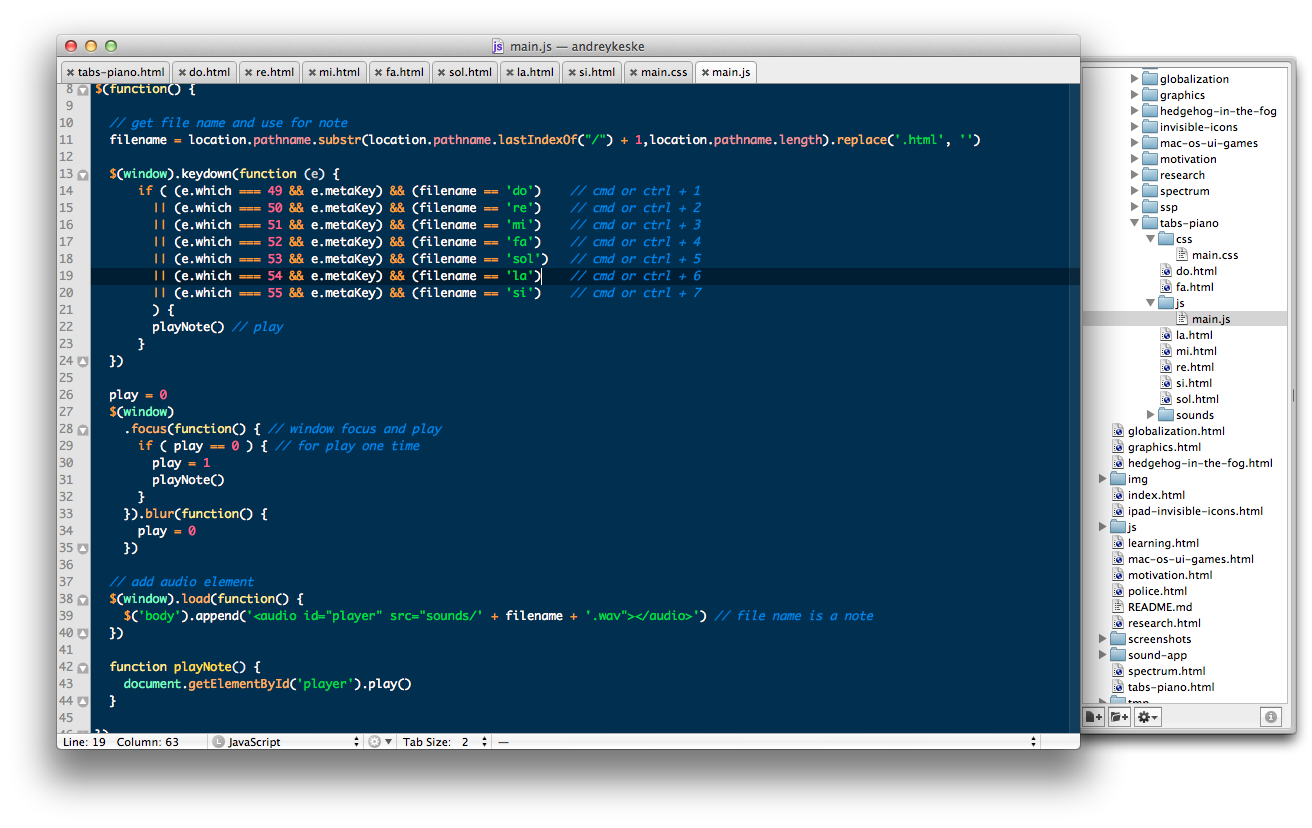 main.js — andreykeske
tabs-piano.html do.html re.html mi.html fa.html sol.html la.html si.html main.css main.js
8 $(function() {
9
10 // get file name and use for note
11 filename = location.pathname.substr(location.pathname.lastIndexOf("/") + 1,location.pathname.length).replace('.html', '')
12
13 $(window).keydown(function (e) {
14 if ( (e.which === 49 && e.metaKey) && (filename == 'do') // cmd or ctrl + 1
15 || (e.which === 50 && e.metaKey) && (filename == 're') // cmd or ctrl + 2
16 || (e.which === 51 && e.metaKey) && (filename == 'mi') // cmd or ctrl + 3
17 || (e.which === 52 && e.metaKey) && (filename == 'fa') // cmd or ctrl + 4
18 || (e.which === 53 && e.metaKey) && (filename == 'sol') // cmd or ctrl + 5
19 || (e.which === 54 && e.metaKey) && (filename == 'la') // cmd or ctrl + 6
20 || (e.which === 55 && e.metaKey) && (filename == 'si') // cmd or ctrl + 7
21 ) {
22 playNote() // play
23 }
24 })
25
26 play = 0
27 $(window)
28 .focus(function() { // window focus and play
29 if ( play == 0 ) { // for play one time
30 play = 1
31 playNote()
32 }
33 }).blur(function() {
34 play = 0
35 })
36
37 // add audio element
38 $(window).load(function() {
39 $('body').append('<audio id="player" src="sounds/' + filename + '.wav"></audio>') // file name is a note
40 })
41
42 function playNote() {
43 document.getElementById('player').play()
44 }
45
46 })
Line: 19 Column: 63 L JavaScript Tab Size: 2 —
globalization
graphics
hedgehog-in-the-fog
invisible-icons
mac-os-ui-games
motivation
research
spectrum
ssp
tabs-piano
css
main.css
do.html
fa.html
js
main.js
la.html
mi.html
re.html
si.html
sol.html
sounds
globalization.html
graphics.html
hedgehog-in-the-fog.html
img
index.html
ipad-invisible-icons.html
js
learning.html
mac-os-ui-games.html
motivation.html
police.html
README.md
research.html
screenshots
sound-app
spectrum.html
tabs-piano.html
tmp